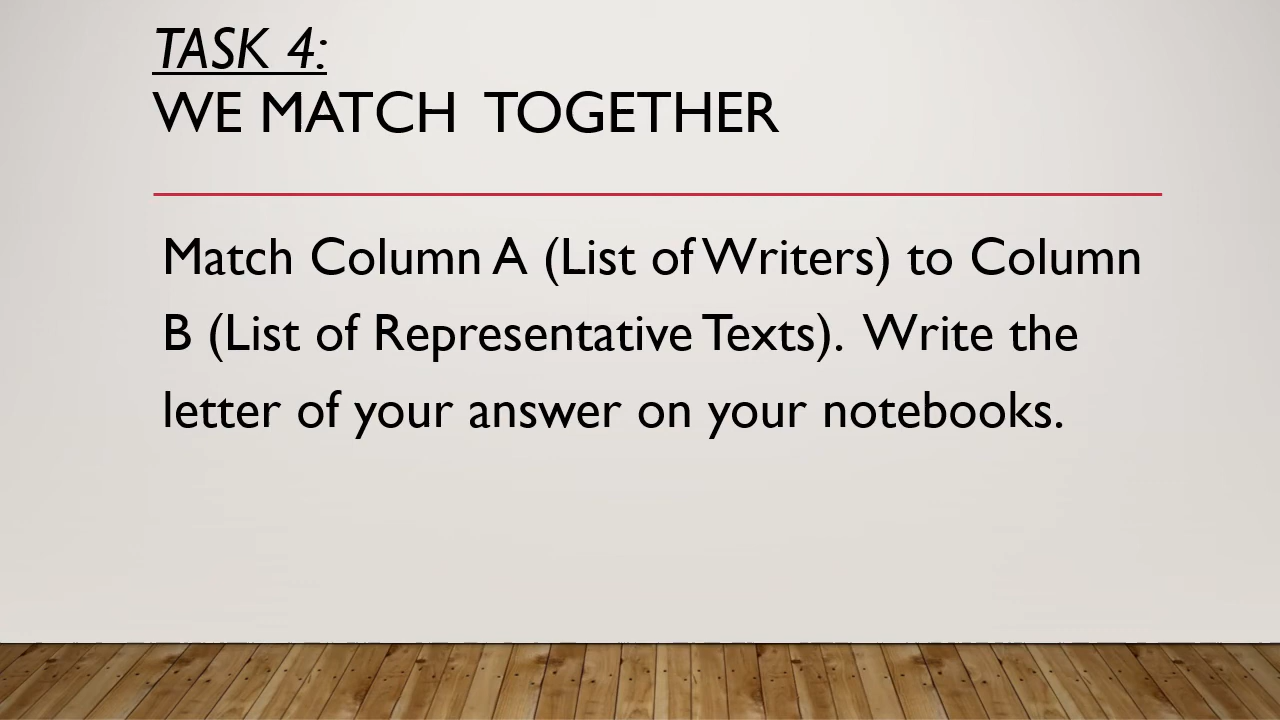 TASK 4:
WE MATCH TOGETHER
Match Column A (List of Writers) to Column
B (List of Representative Texts). Write the
letter of your answer on your notebooks.